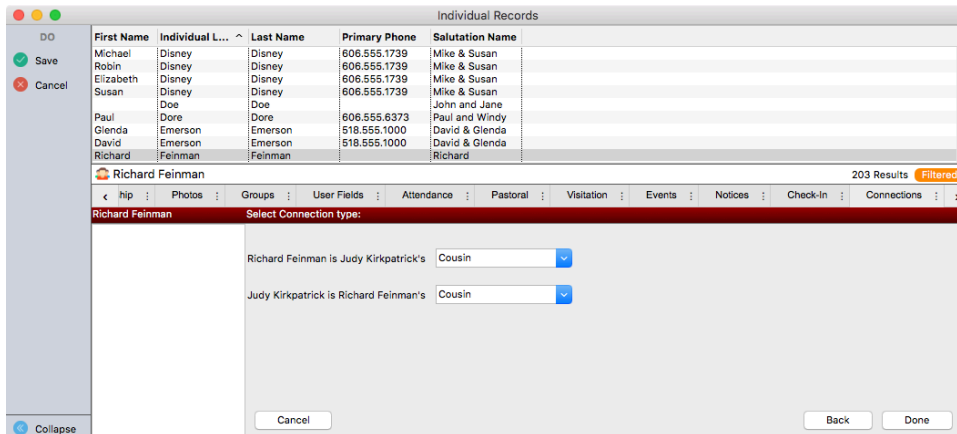 Individual Records
DO
Save
Cancel
First Name Individual L... ^ Last Name Primary Phone Salutation Name
Michael Disney Disney 606.555.1739 Mike & Susan
Robin Disney Disney 606.555.1739 Mike & Susan
Elizabeth Disney Disney 606.555.1739 Mike & Susan
Susan Disney Disney 606.555.1739 Mike & Susan
Doe Doe John and Jane
Paul Dore Dore 606.555.6373 Paul and Windy
Glenda Emerson Emerson 518.555.1000 David & Glenda
David Emerson Emerson 518.555.1000 David & Glenda
Richard Feinman Feinman Richard
Richard Feinman 203 Results Filtered
hip Photos Groups User Fields Attendance Pastoral Visitation Events Notices Check-In Connections
Richard Feinman Select Connection type:
Richard Feinman is Judy Kirkpatrick's Cousin
Judy Kirkpatrick is Richard Feinman's Cousin
Cancel Back Done
Collapse